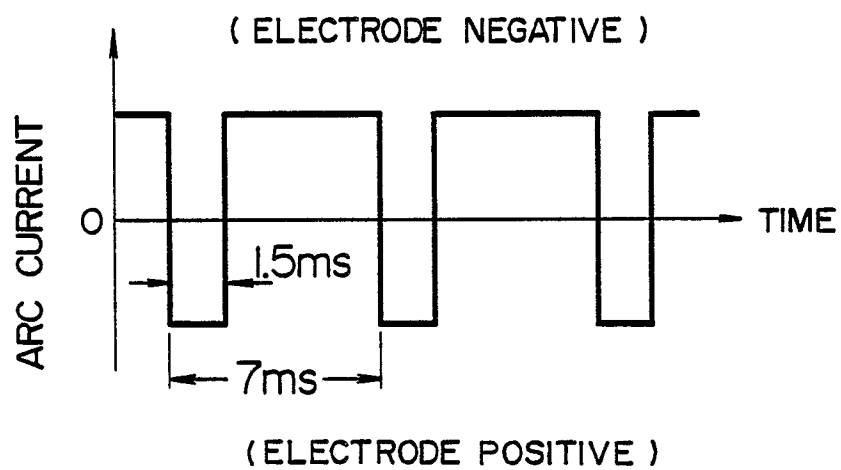 ( ELECTRODE NEGATIVE )
ARC CURRENT
O
TIME
1.5ms
7ms
(ELECTRODE POSITIVE )